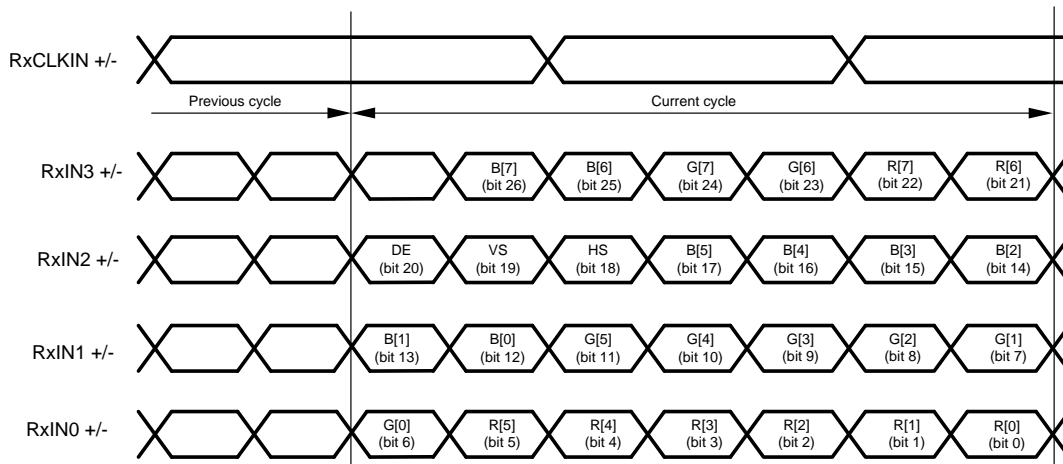 RxCLKIN +/-
Previous cycle
Current cycle
RxIN3 +/-
B[7]
(bit 26)
B[6]
(bit 25)
G[7]
(bit 24)
G[6]
(bit 23)
R[7]
(bit 22)
R[6]
(bit 21)
RxIN2 +/-
DE
(bit 20)
VS
(bit 19)
HS
(bit 18)
B[5]
(bit 17)
B[4]
(bit 16)
B[3]
(bit 15)
B[2]
(bit 14)
RxIN1 +/-
B[1]
(bit 13)
B[0]
(bit 12)
G[5]
(bit 11)
G[4]
(bit 10)
G[3]
(bit 9)
G[2]
(bit 8)
G[1]
(bit 7)
RxIN0 +/-
G[0]
(bit 6)
R[5]
(bit 5)
R[4]
(bit 4)
R[3]
(bit 3)
R[2]
(bit 2)
R[1]
(bit 1)
R[0]
(bit 0)